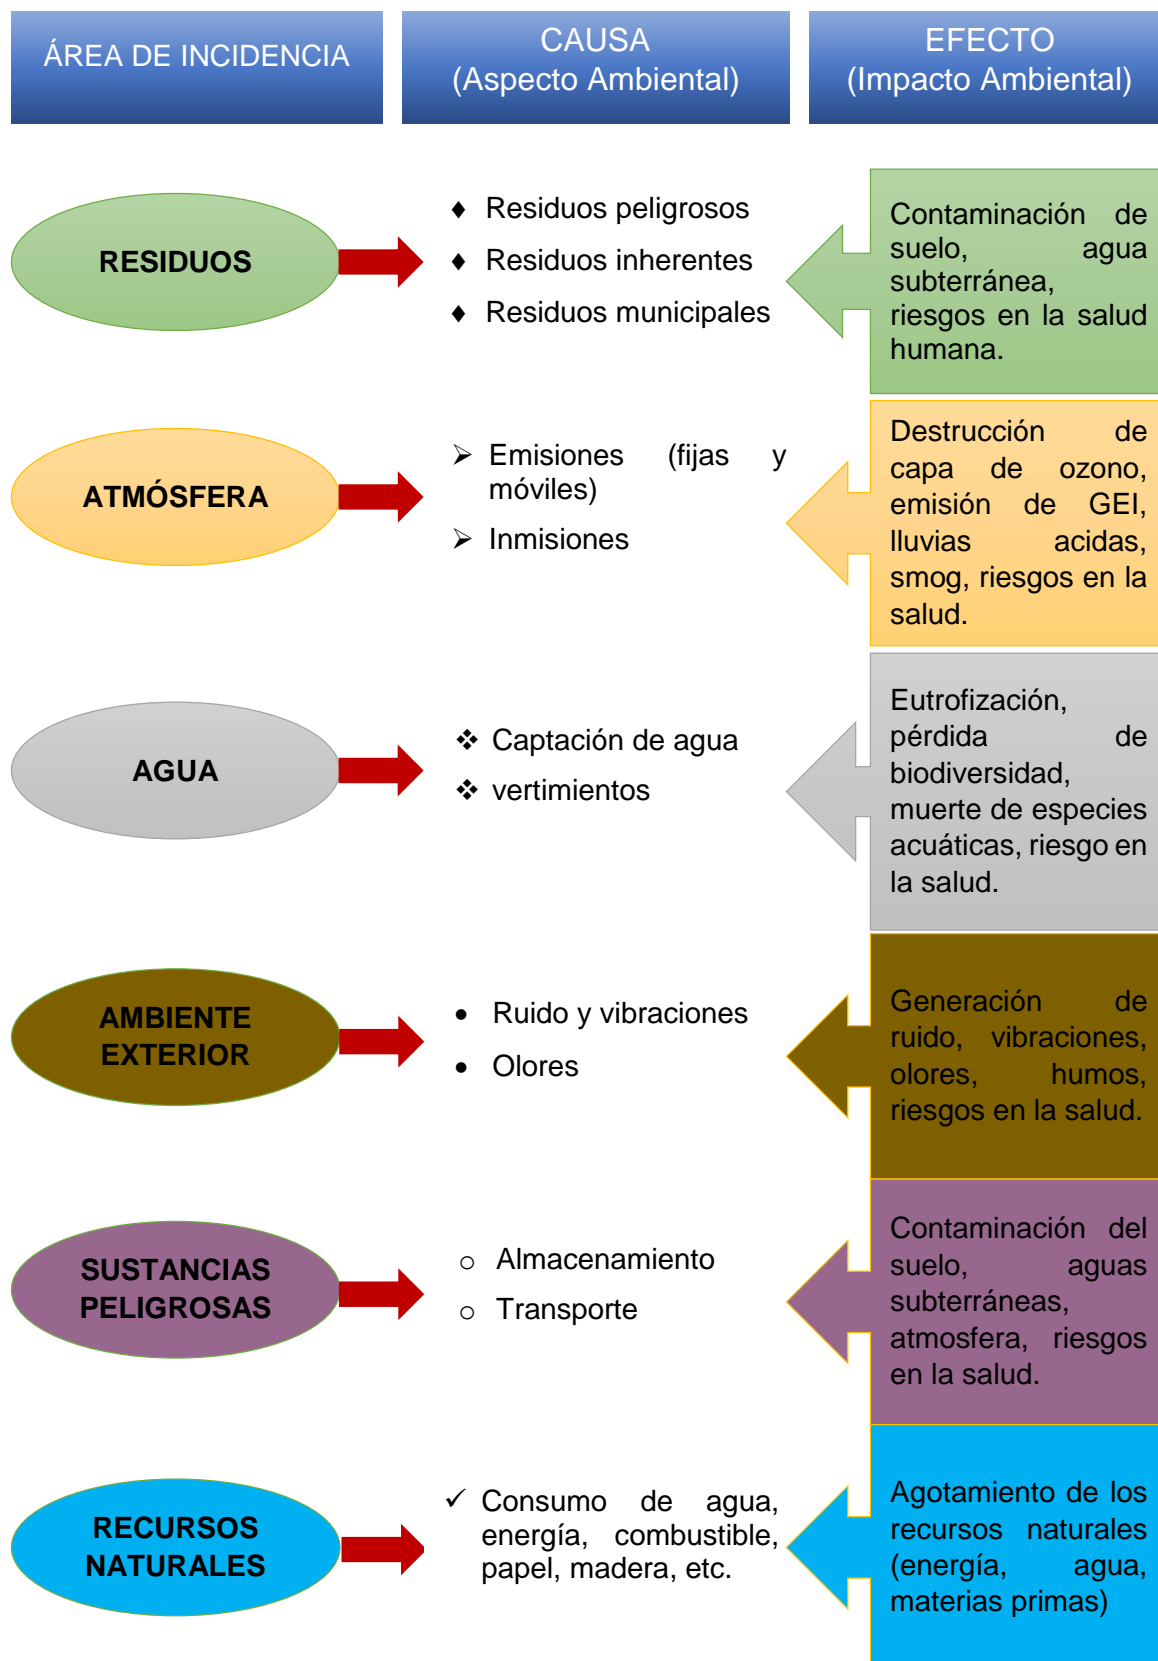 ÁREA DE INCIDENCIA
CAUSA
(Aspecto Ambiental)
EFECTO
(Impacto Ambiental)
RESIDUOS
♦ Residuos peligrosos
♦ Residuos inherentes
♦ Residuos municipales
Contaminación de
suelo, agua
subterránea,
riesgos en la salud
humana.
ATMÓSFERA
➢ Emisiones (fijas y
móviles)
➢ Inmisiones
Destrucción de
capa de ozono,
emisión de GEI,
lluvias acidas,
smog, riesgos en la
salud.
AGUA
❖ Captación de agua
❖ vertimientos
Eutrofización,
pérdida de
biodiversidad,
muerte de especies
acuáticas, riesgo en
la salud.
AMBIENTE
EXTERIOR
• Ruido y vibraciones
• Olores
Generación de
ruido, vibraciones,
olores, humos,
riesgos en la salud.
SUSTANCIAS
PELIGROSAS
○ Almacenamiento
○ Transporte
Contaminación del
suelo, aguas
subterráneas,
atmosfera, riesgos
en la salud.
RECURSOS
NATURALES
✓ Consumo de agua,
energía, combustible,
papel, madera, etc.
Agotamiento de los
recursos naturales
(energía, agua,
materias primas)